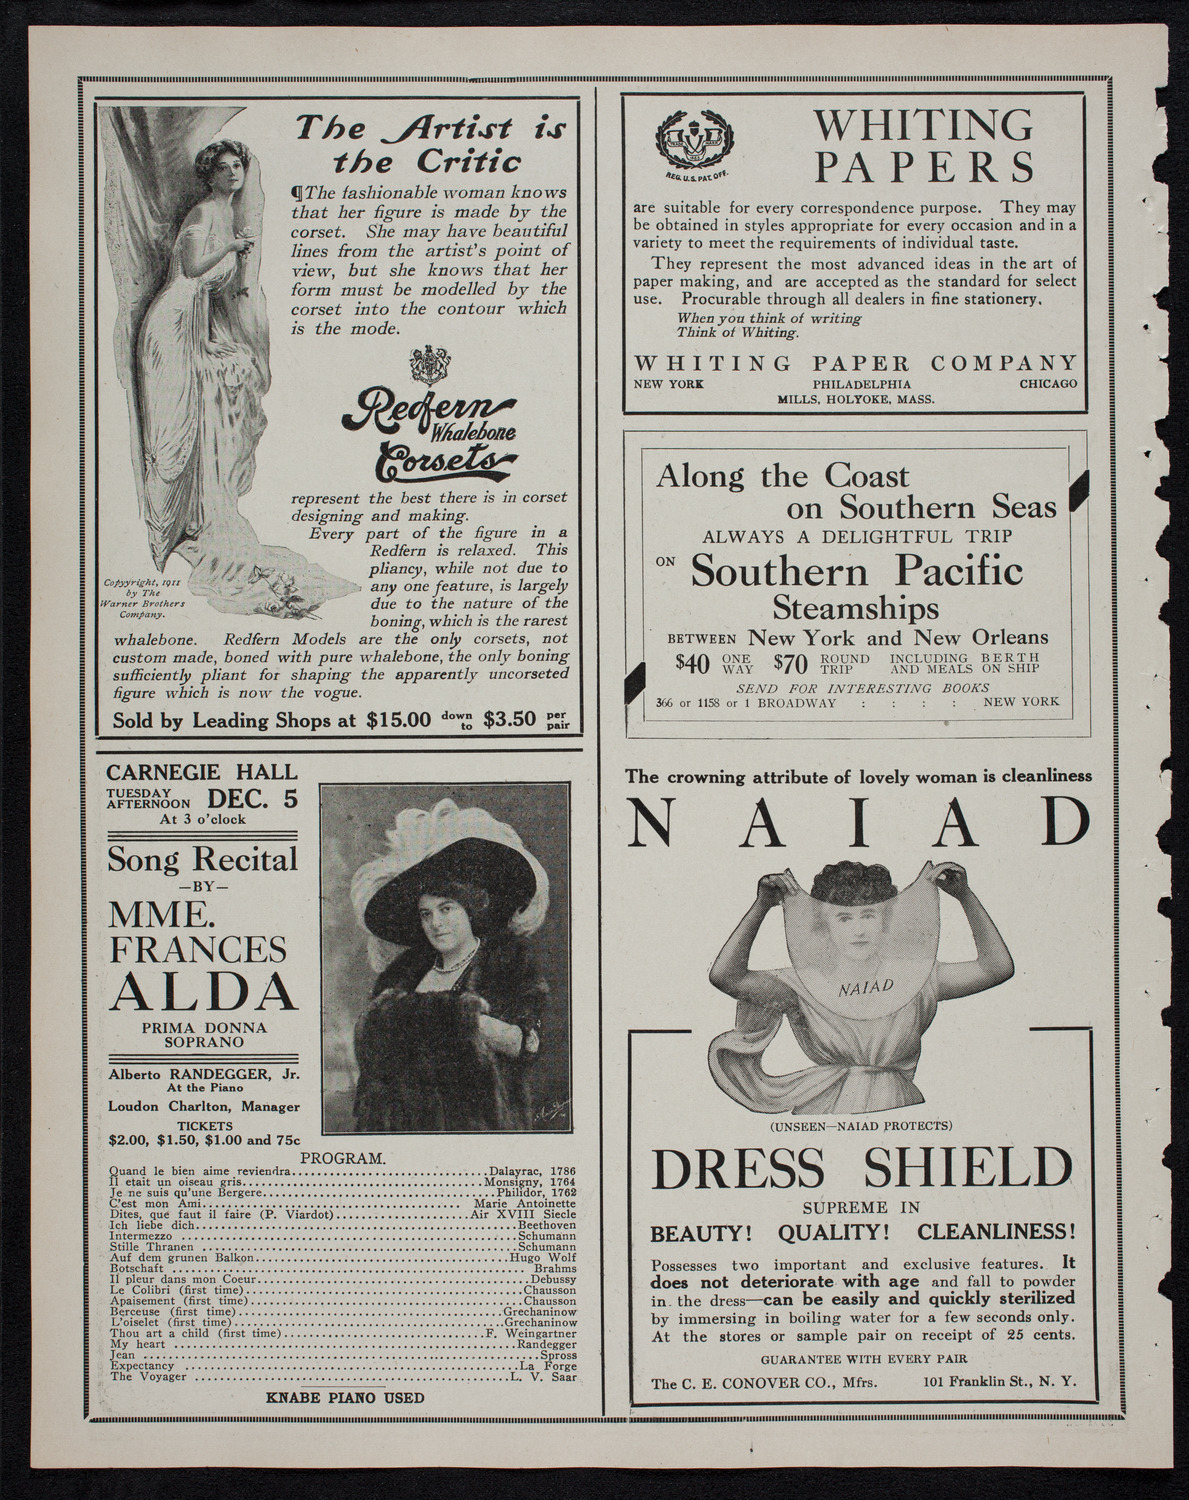 The Artist is
the Critic
¶The fashionable woman knows
that her figure is made by the
corset. She may have beautiful
lines from the artist's point of
view, but she knows that her
form must be modelled by the
corset into the contour which
is the mode.
Redfern
Whalebone
Corsets
represent the best there is in corset
designing and making.
Every part of the figure in a
Redfern is relaxed. This
pliancy, while not due to
any one feature, is largely
due to the nature of the
boning, which is the rarest
Copyyright, 1911
by The
Warner Brothers
Company.
whalebone. Redfern Models are the only corsets, not
custom made, boned with pure whalebone, the only boning
sufficiently pliant for shaping the apparently uncorseted
figure which is now the vogue.
Sold by Leading Shops at $15.00 down to $3.50 per pair
CARNEGIE HALL
TUESDAY AFTERNOON DEC. 5
At 3 o'clock
Song Recital
—BY—
MME.
FRANCES
ALDA
PRIMA DONNA
SOPRANO
Alberto RANDEGGER, Jr.
At the Piano
Loudon Charlton, Manager
TICKETS
$2.00, $1.50, $1.00 and 75c
PROGRAM.
Quand le bien aime reviendra....Dalayrac, 1786
Il etait un oiseau gris....Monsigny, 1764
Je ne suis qu'une Bergere....Philidor, 1762
C'est mon Ami....Marie Antoinette
Dites, que faut il faire (P. Viardot)....Air XVIII Siecle
Ich liebe dich....Beethoven
Intermezzo ....Schumann
Stille Thranen ....Schumann
Auf dem grunen Balkon....Hugo Wolf
Botschaft ....Brahms
Il pleur dans mon Coeur....Debussy
Le Colibri (first time)....Chausson
Apaisement (first time)....Chausson
Berceuse (first time)....Grechaninow
L'oiselet (first time)....Grechaninow
Thou art a child (first time)....F. Weingartner
My heart ....Randegger
Jean ....Spross
Expectancy ....La Forge
The Voyager ....L. V. Saar
KNABE PIANO USED
REG. U.S. PAT. OFF.
WHITING
PAPERS
are suitable for every correspondence purpose. They may
be obtained in styles appropriate for every occasion and in a
variety to meet the requirements of individual taste.
They represent the most advanced ideas in the art of
paper making, and are accepted as the standard for select
use. Procurable through all dealers in fine stationery.
When you think of writing
Think of Whiting.
WHITING PAPER COMPANY
NEW YORK PHILADELPHIA CHICAGO
MILLS, HOLYOKE, MASS.
Along the Coast
on Southern Seas
ALWAYS A DELIGHTFUL TRIP
ON Southern Pacific
Steamships
BETWEEN New York and New Orleans
$40 ONE WAY $70 ROUND TRIP INCLUDING BERTH AND MEALS ON SHIP
SEND FOR INTERESTING BOOKS
366 or 1158 or 1 BROADWAY : : : : NEW YORK
The crowning attribute of lovely woman is cleanliness
NAIAD
NAIAD
(UNSEEN—NAIAD PROTECTS)
DRESS SHIELD
SUPREME IN
BEAUTY! QUALITY! CLEANLINESS!
Possesses two important and exclusive features. It
does not deteriorate with age and fall to powder
in the dress—can be easily and quickly sterilized
by immersing in boiling water for a few seconds only.
At the stores or sample pair on receipt of 25 cents.
GUARANTEE WITH EVERY PAIR
The C. E. CONOVER CO., Mfrs. 101 Franklin St., N. Y.